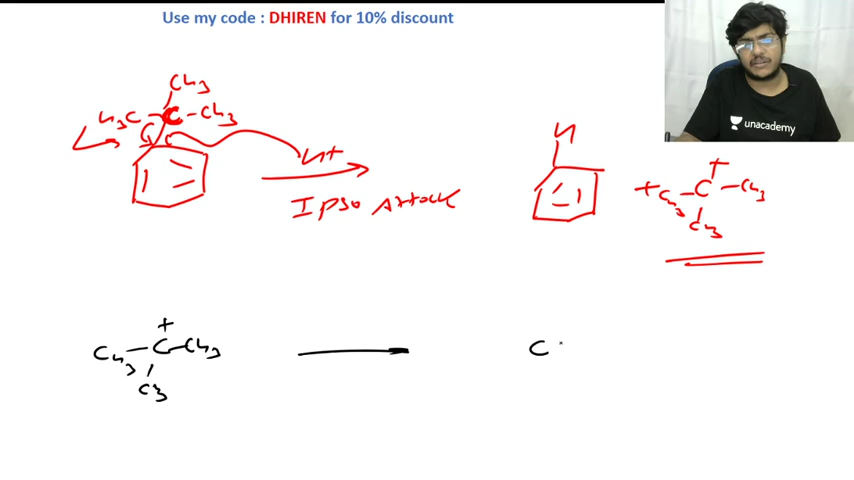 Use my code : DHIREN for 10% discount
CH3
H3C - C - CH3
H+
Ipso Attack
H
+
+
CH3 - C - CH3
CH3
unacademy
+
CH3 - C - CH3
CH3
C